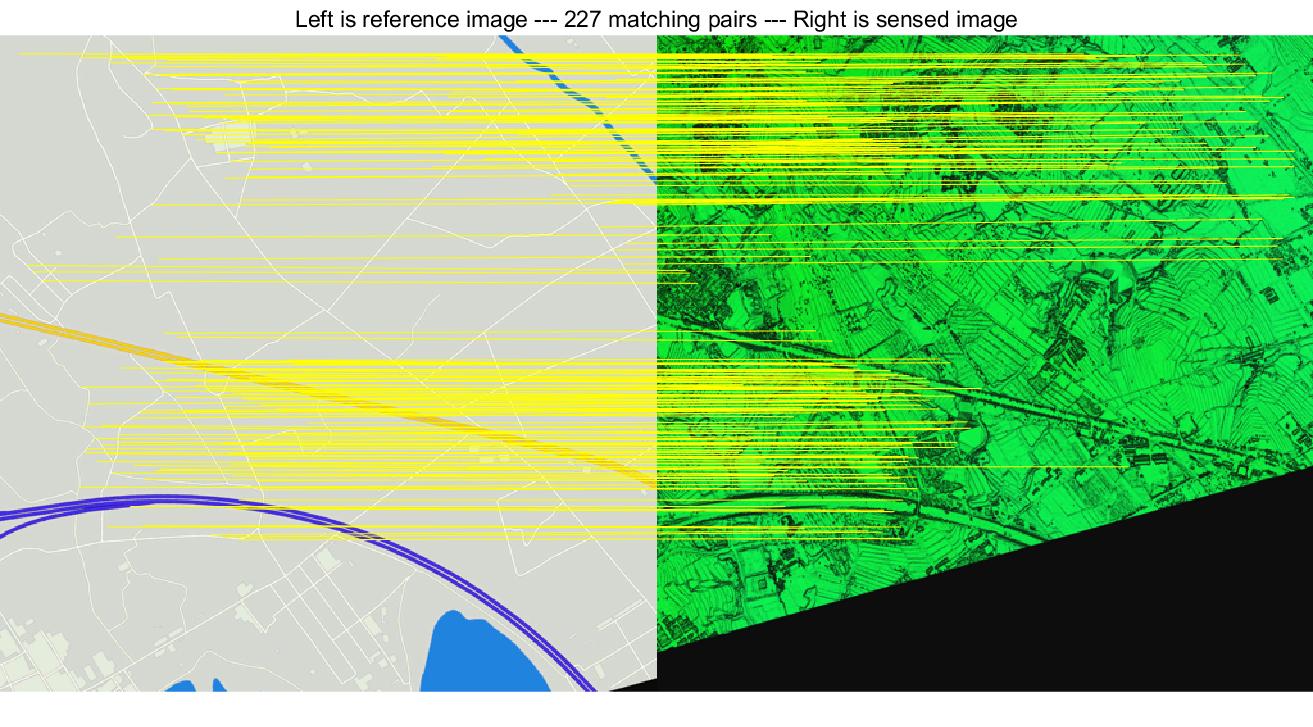 Left is reference image --- 227 matching pairs --- Right is sensed image